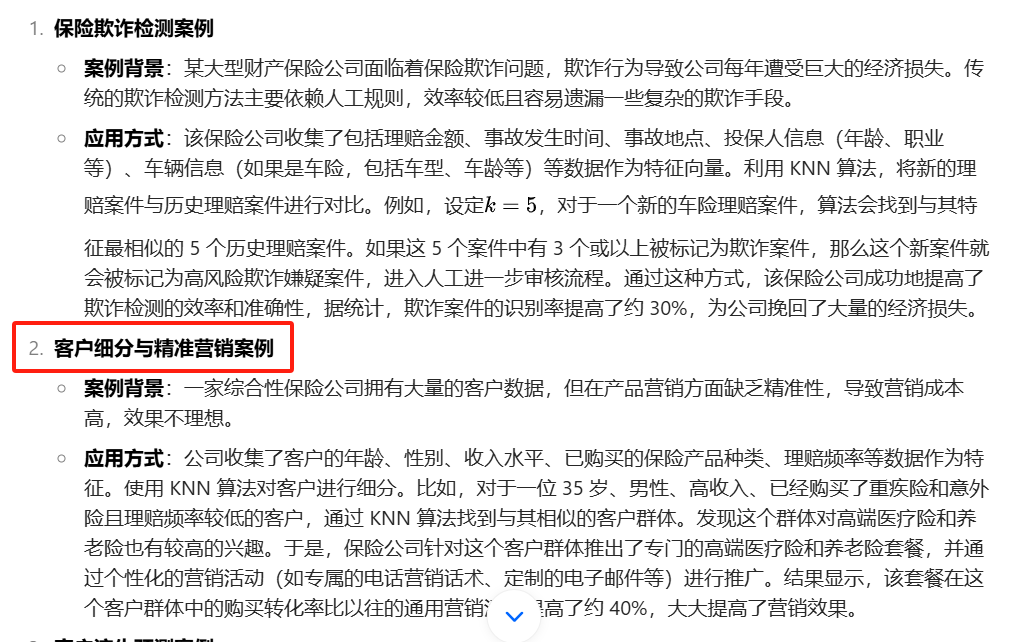 1. 保险欺诈检测案例
○ 案例背景：某大型财产保险公司面临着保险欺诈问题，欺诈行为导致公司每年遭受巨大的经济损失。传
统的欺诈检测方法主要依赖人工规则，效率较低且容易遗漏一些复杂的欺诈手段。
○ 应用方式：该保险公司收集了包括理赔金额、事故发生时间、事故地点、投保人信息（年龄、职业
等）、车辆信息（如果是车险，包括车型、车龄等）等数据作为特征向量。利用 KNN 算法，将新的理
赔案件与历史理赔案件进行对比。例如，设定k = 5，对于一个新的车险理赔案件，算法会找到与其特
征最相似的 5 个历史理赔案件。如果这 5 个案件中有 3 个或以上被标记为欺诈案件，那么这个新案件就
会被标记为高风险欺诈嫌疑案件，进入人工进一步审核流程。通过这种方式，该保险公司成功地提高了
欺诈检测的效率和准确性，据统计，欺诈案件的识别率提高了约 30%，为公司挽回了大量的经济损失。
2. 客户细分与精准营销案例
○ 案例背景：一家综合性保险公司拥有大量的客户数据，但在产品营销方面缺乏精准性，导致营销成本
高，效果不理想。
○ 应用方式：公司收集了客户的年龄、性别、收入水平、已购买的保险产品种类、理赔频率等数据作为特
征。使用 KNN 算法对客户进行细分。比如，对于一位 35 岁、男性、高收入、已经购买了重疾险和意外
险且理赔频率较低的客户，通过 KNN 算法找到与其相似的客户群体。发现这个群体对高端医疗险和养
老险也有较高的兴趣。于是，保险公司针对这个客户群体推出了专门的高端医疗险和养老险套餐，并通
过个性化的营销活动（如专属的电话营销话术、定制的电子邮件等）进行推广。结果显示，该套餐在这
个客户群体中的购买转化率比以往的通用营销 提高了约 40%，大大提高了营销效果。